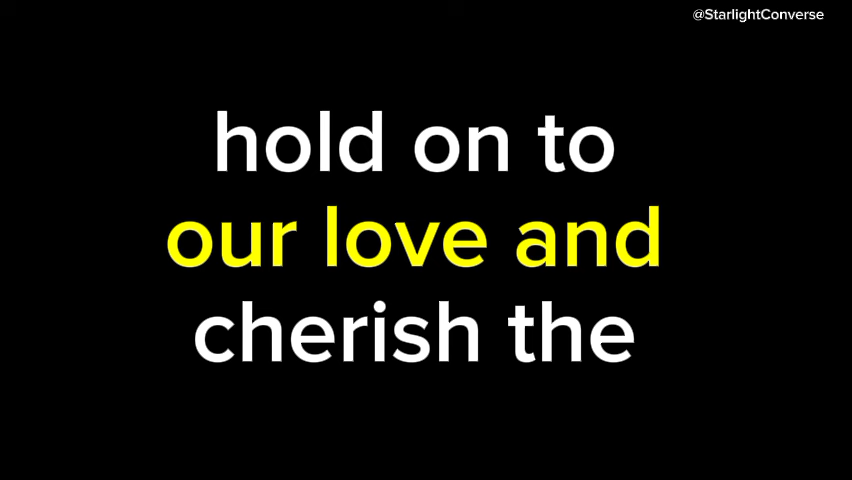 @StarlightConverse
hold on to
our love and
cherish the